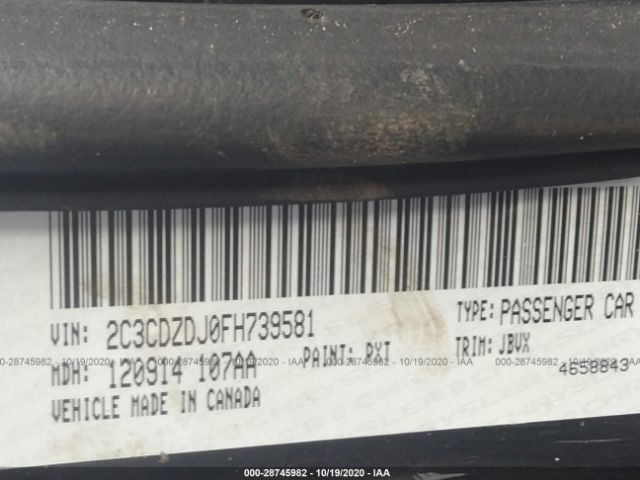 VIN: 2C3CDZDJ0FH739581
TYPE: PASSENGER CAR
MDH: 120914 107AA
PAINT: PXT
TRIM: JBVX
VEHICLE MADE IN CANADA
4658843
000-28745982 - 10/19/2020 - IAA